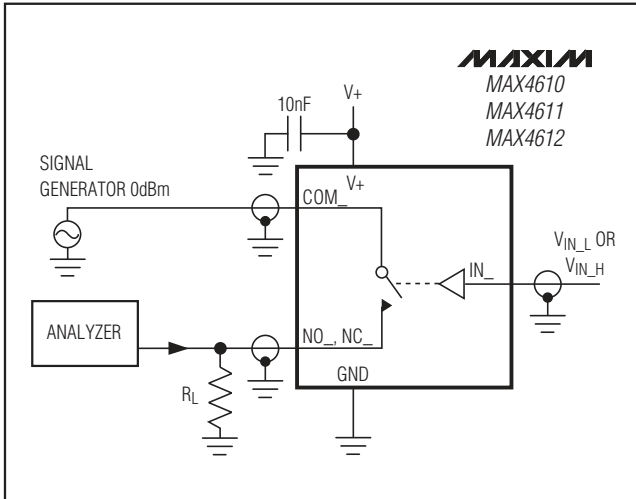 MAXIM
MAX4610
MAX4611
MAX4612
10nF
V+
SIGNAL
GENERATOR 0dBm
V+
COM_
V_IN_L OR
V_IN_H
IN_
ANALYZER
NO_, NC_
R_L
GND